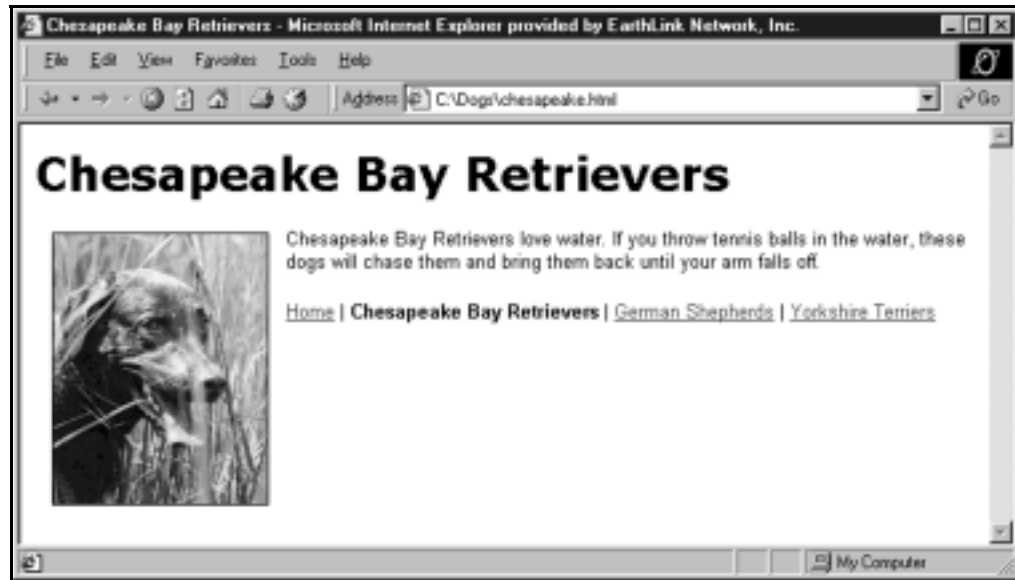 Chesapeake Bay Retrievers - Microsoft Internet Explorer provided by EarthLink Network, Inc.
File Edit View Favorites Tools Help
Address C:\Dogs\chesapeake.html Go
Chesapeake Bay Retrievers
Chesapeake Bay Retrievers love water. If you throw tennis balls in the water, these
dogs will chase them and bring them back until your arm falls off.
Home | Chesapeake Bay Retrievers | German Shepherds | Yorkshire Terriers
My Computer